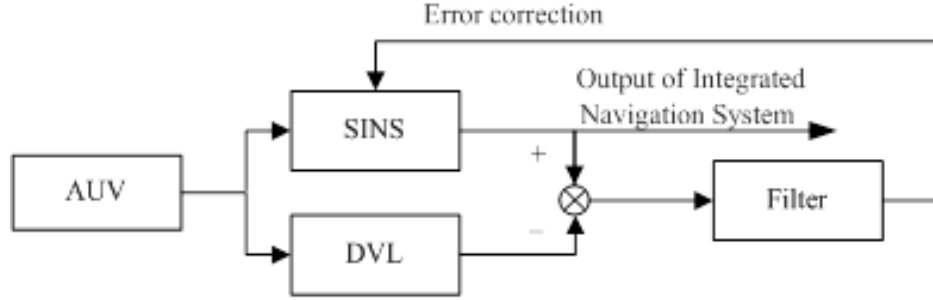 Error correction
Output of Integrated
Navigation System
SINS
+
AUV
Filter
−
DVL